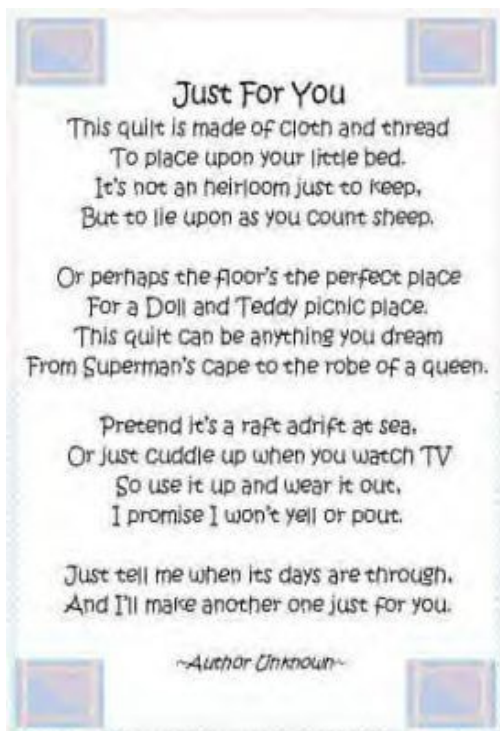 Just For You
This quilt is made of cloth and thread
To place upon your little bed.
It's not an heirloom just to keep,
But to lie upon as you count sheep.
Or perhaps the floor's the perfect place
For a Doll and Teddy picnic place.
This quilt can be anything you dream
From Superman's cape to the robe of a queen.
Pretend it's a raft adrift at sea,
Or just cuddle up when you watch TV
So use it up and wear it out,
I promise I won't yell or pout.
Just tell me when its days are through,
And I'll make another one just for you.
~Author Unknown~